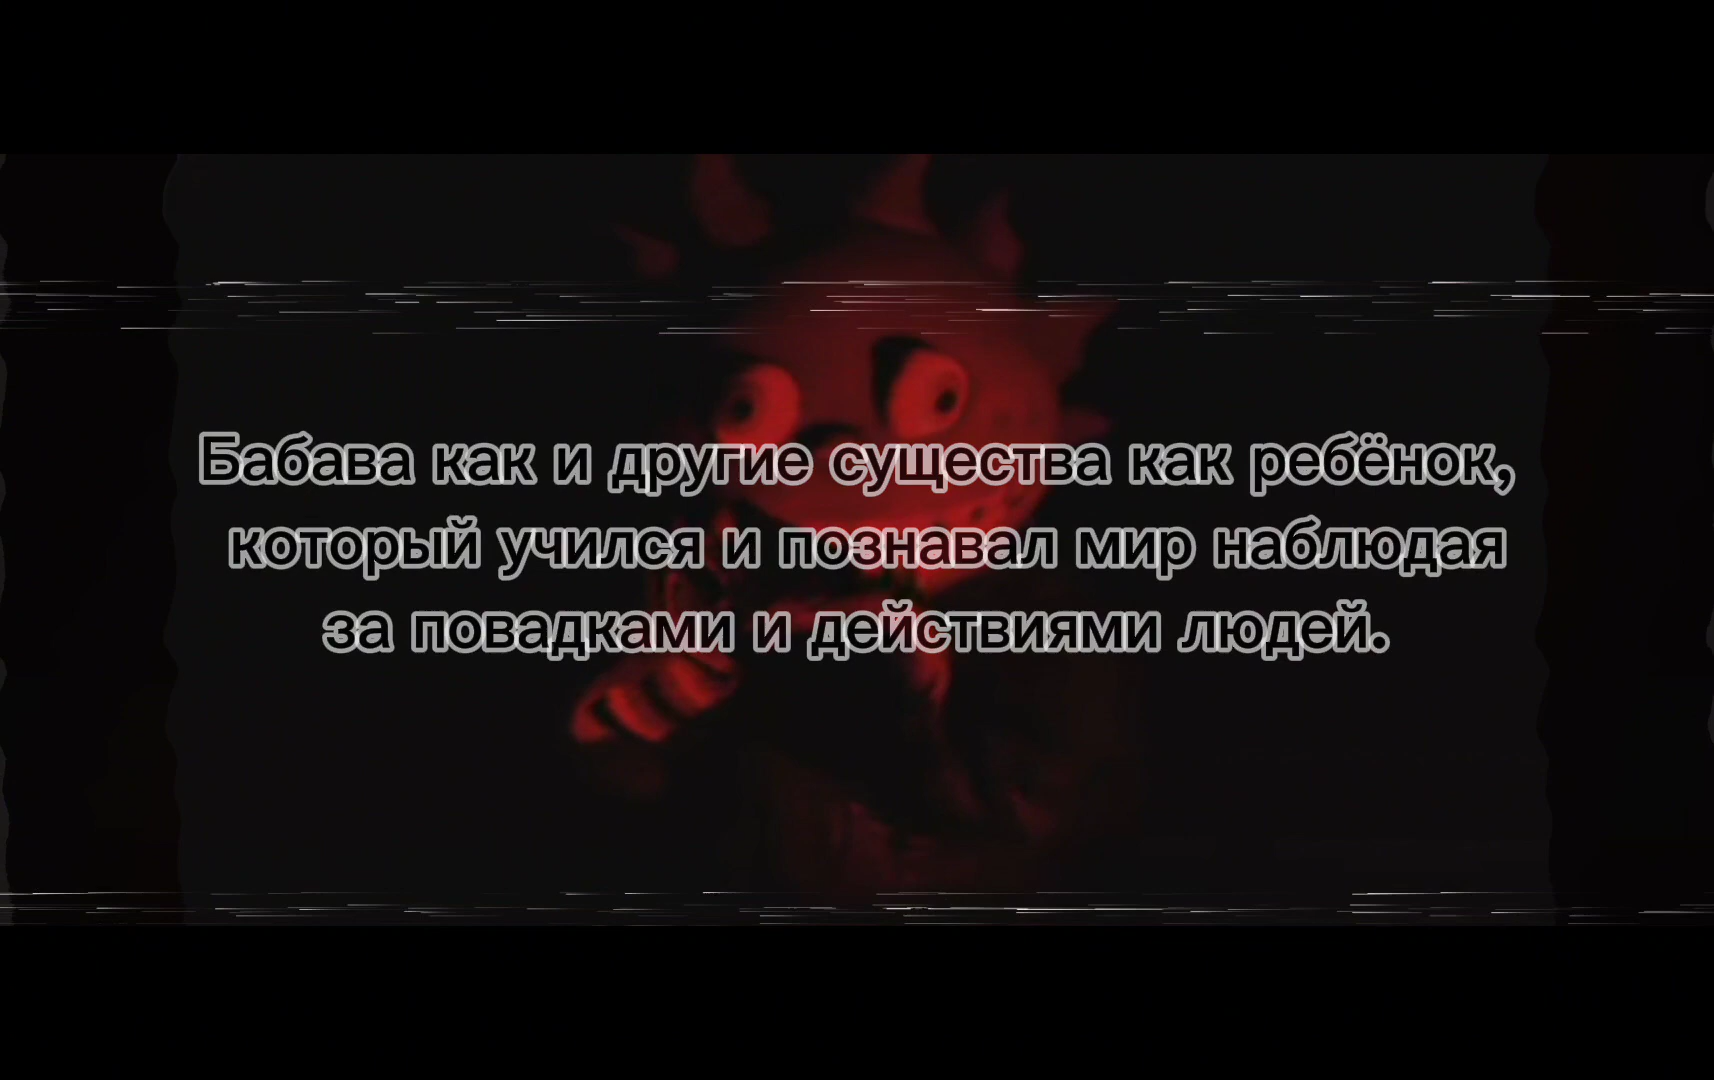 Бабава как и другие существа как ребёнок,
который учился и познавал мир наблюдая
за повадками и действиями людей.